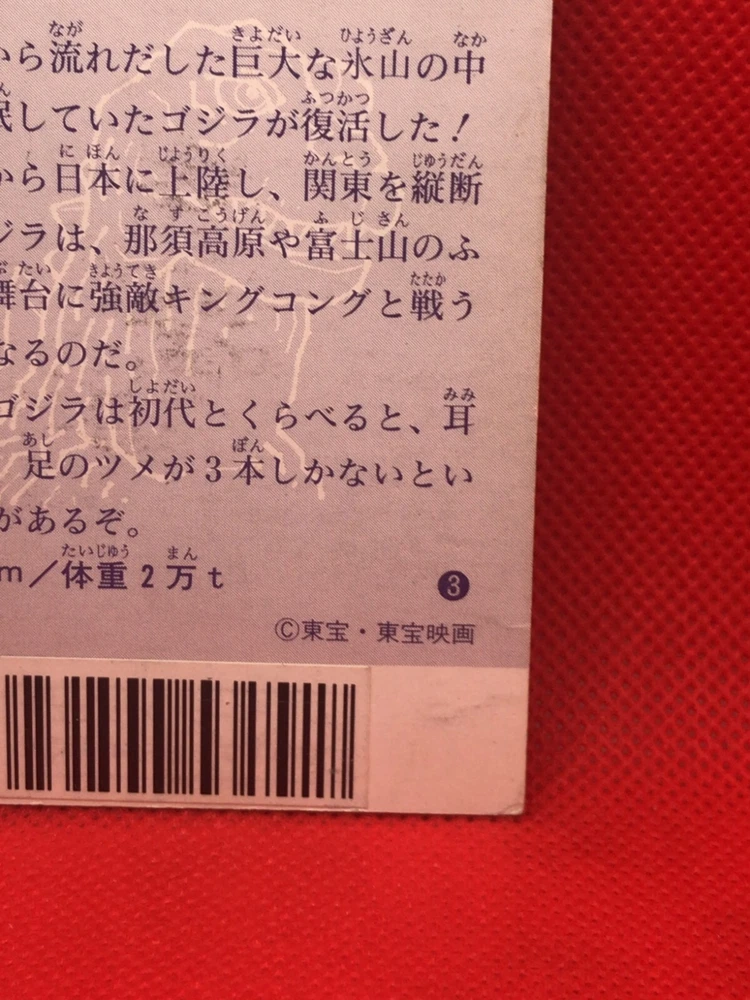 から流れだした巨大な氷山の中
眠していたゴジラが復活した！
から日本に上陸し、関東を縦断
ジラは、那須高原や富士山のふ
舞台に強敵キングコングと戦う
なるのだ。
ゴジラは初代とくらべると、耳
足のツメが3本しかないとい
があるぞ。
m／体重2万t
3
©東宝・東宝映画